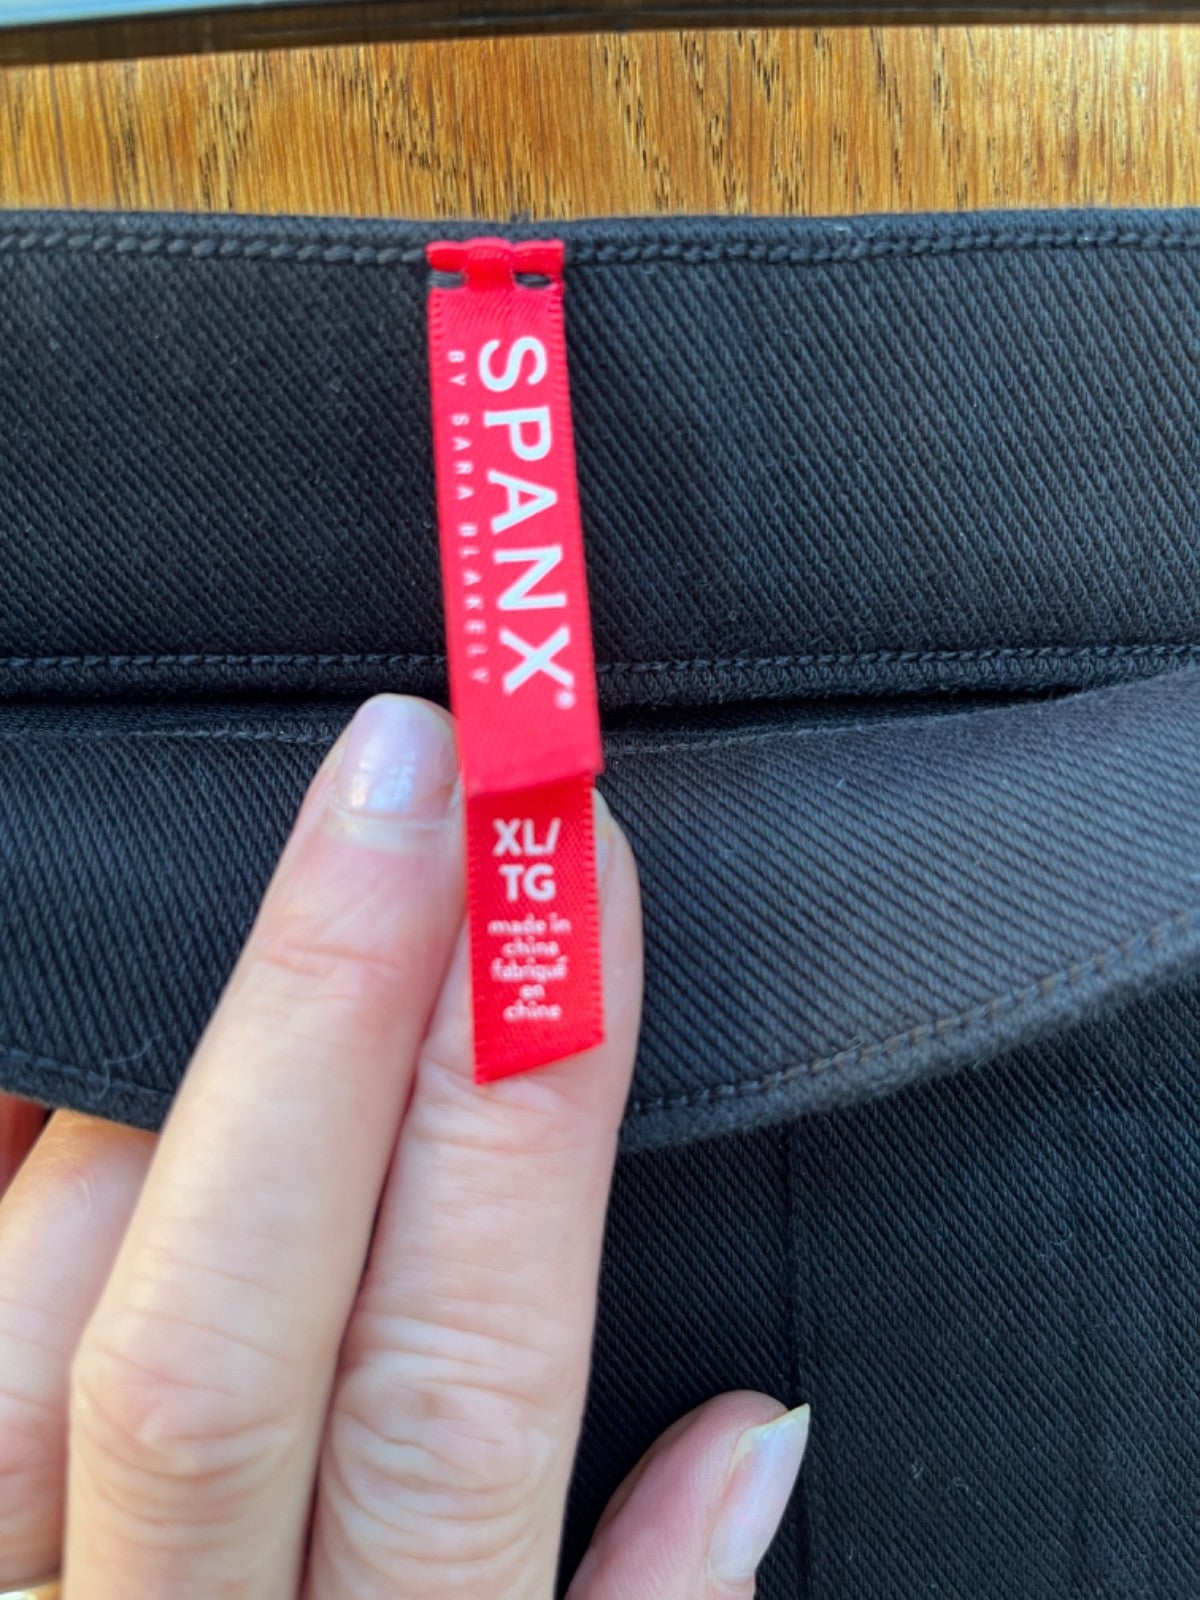 SPANX®
BY SARA BLAKELY
XL/
TG
made in
china
fabriqué
en
chine